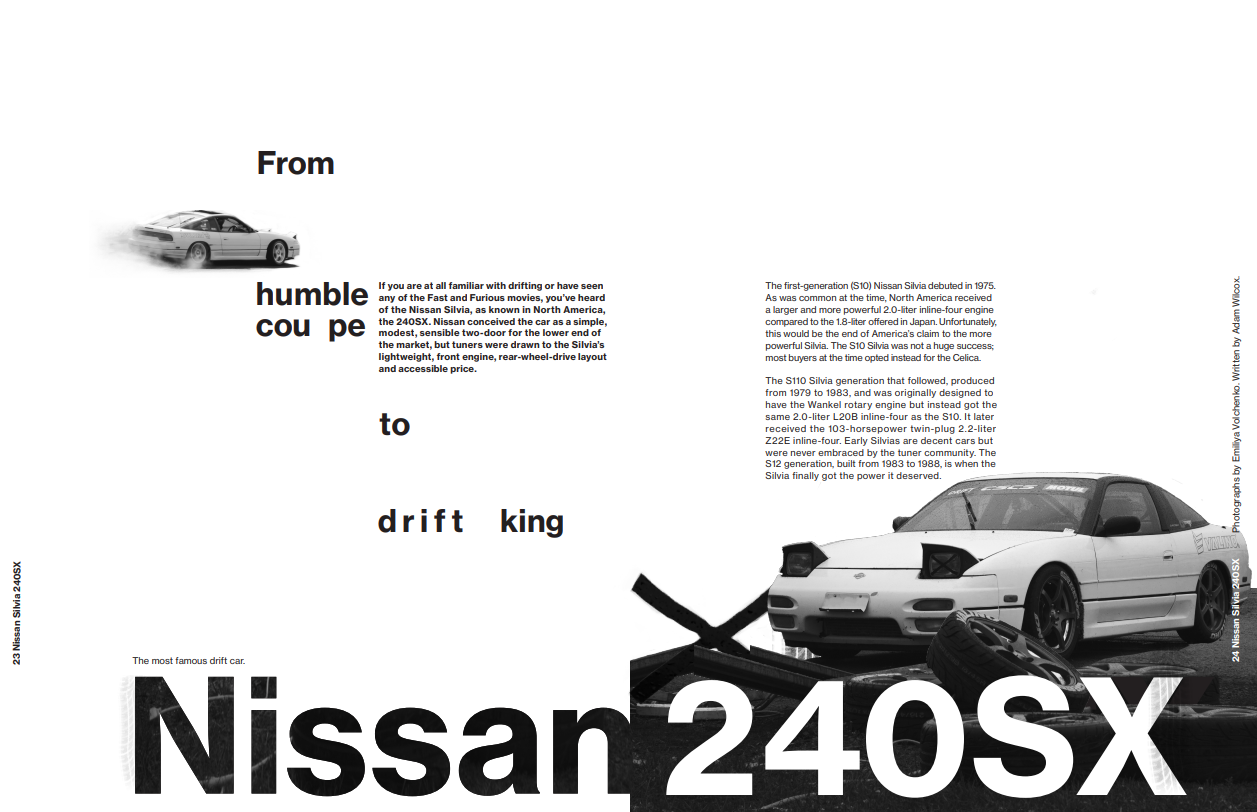 From
humble
cou pe
If you are at all familiar with drifting or have seen
any of the Fast and Furious movies, you've heard
of the Nissan Silvia, as known in North America,
the 240SX. Nissan conceived the car as a simple,
modest, sensible two-door for the lower end of
the market, but tuners were drawn to the Silvia's
lightweight, front engine, rear-wheel-drive layout
and accessible price.
to
drift king
23 Nissan Silvia 240SX
The most famous drift car.
Nissan 240SX
The first-generation (S10) Nissan Silvia debuted in 1975.
As was common at the time, North America received
a larger and more powerful 2.0-liter inline-four engine
compared to the 1.8-liter offered in Japan. Unfortunately,
this would be the end of America's claim to the more
powerful Silvia. The S10 Silvia was not a huge success;
most buyers at the time opted instead for the Celica.
The S110 Silvia generation that followed, produced
from 1979 to 1983, and was originally designed to
have the Wankel rotary engine but instead got the
same 2.0-liter L20B inline-four as the S10. It later
received the 103-horsepower twin-plug 2.2-liter
Z22E inline-four. Early Silvias are decent cars but
were never embraced by the tuner community. The
S12 generation, built from 1983 to 1988, is when the
Silvia finally got the power it deserved.
DRIFT CSCS MOTUL
24 Nissan Silvia 240SX
Photographs by Emiliya Volchenko. Written by Adam Wilcox.